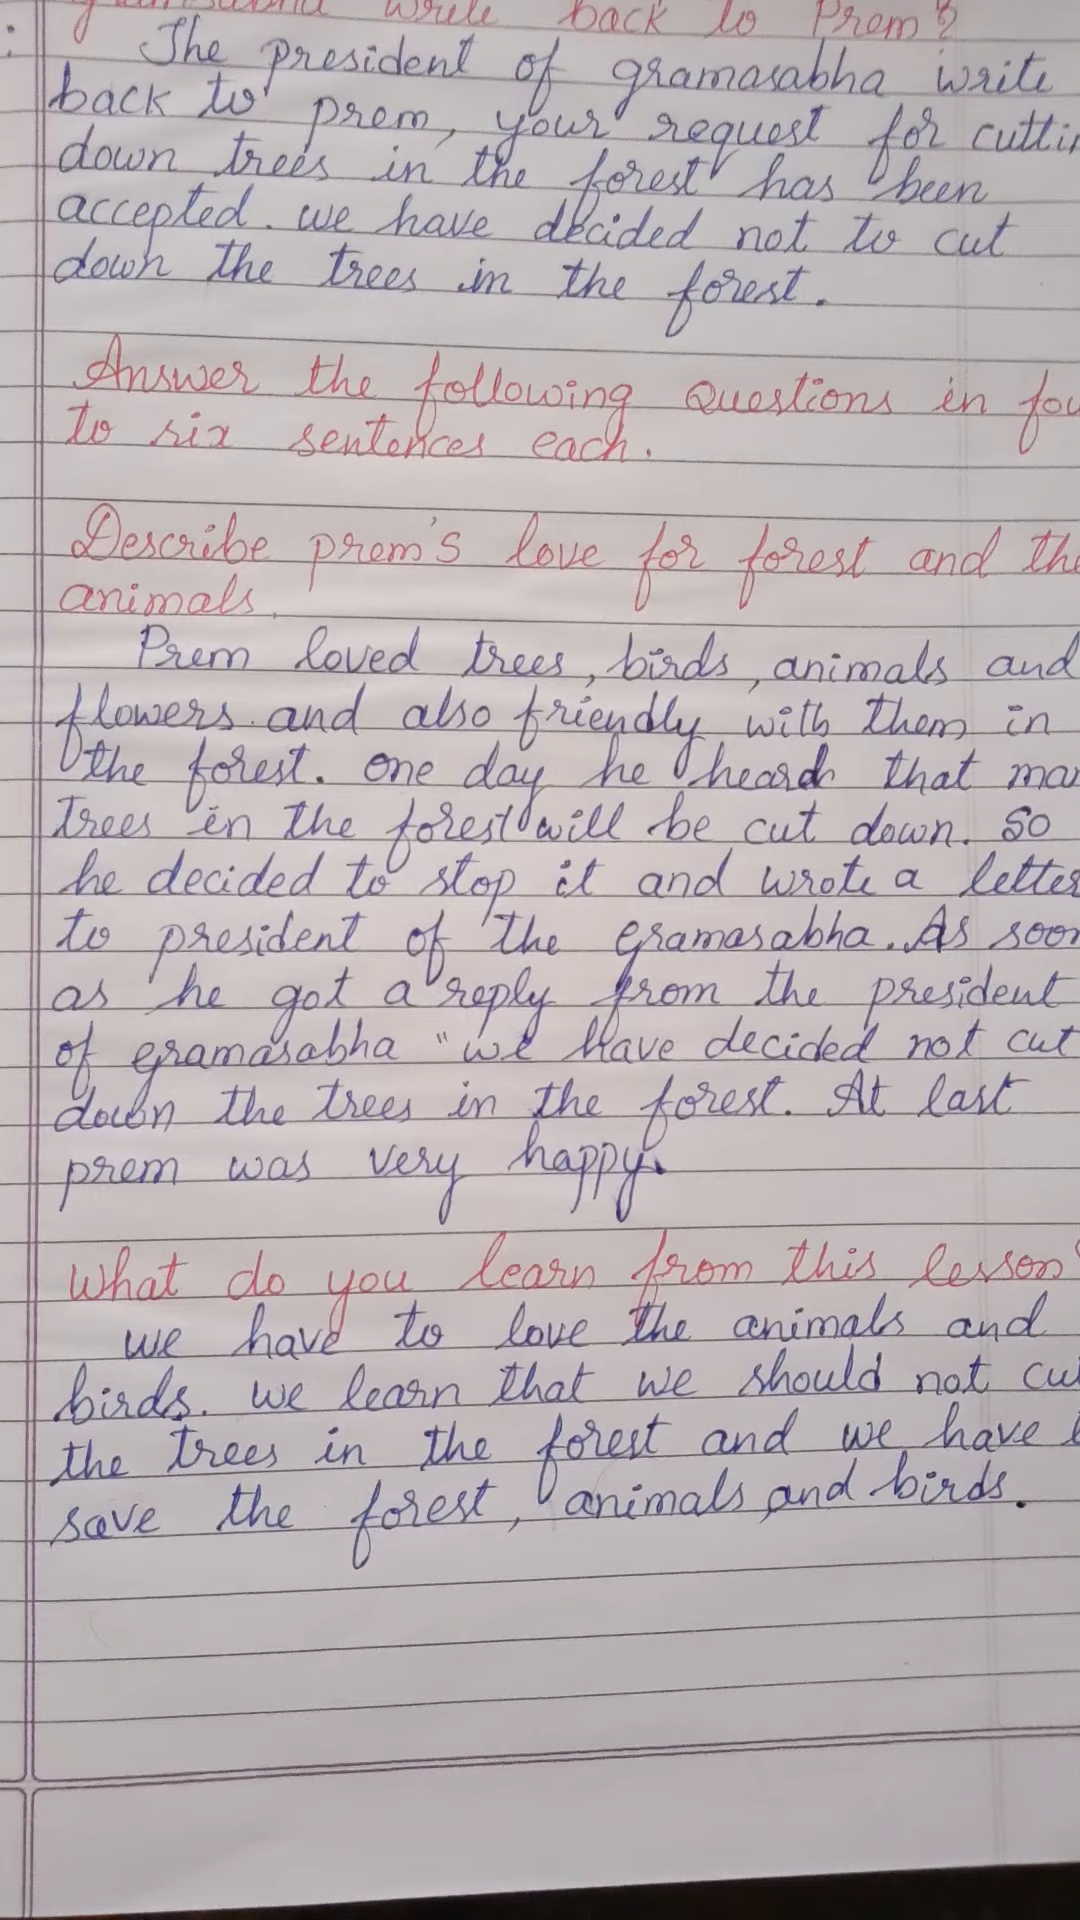 write back to Prem?
The president of gramasabha write
back to prem, your request for cuttin
down trees in the forest has been
accepted. we have decided not to cut
down the trees in the forest.
Answer the following Questions in fou
to six sentences each.
Describe prem's love for forest and the
animals.
Prem loved trees, birds, animals and
flowers. and also friendly with them in
the forest. one day he heard that man
Trees in the forest will be cut down. So
he decided to stop it and wrote a letter
to president of the gramasabha. As soon
as he got a reply from the president
of gramasabha "we have decided not cut
down the trees in the forest. At last
prem was very happy.
What do you learn from this lesson?
we have to love the animals and
birds. we learn that we should not cu
the trees in the forest and we have
save the forest, animals and birds.